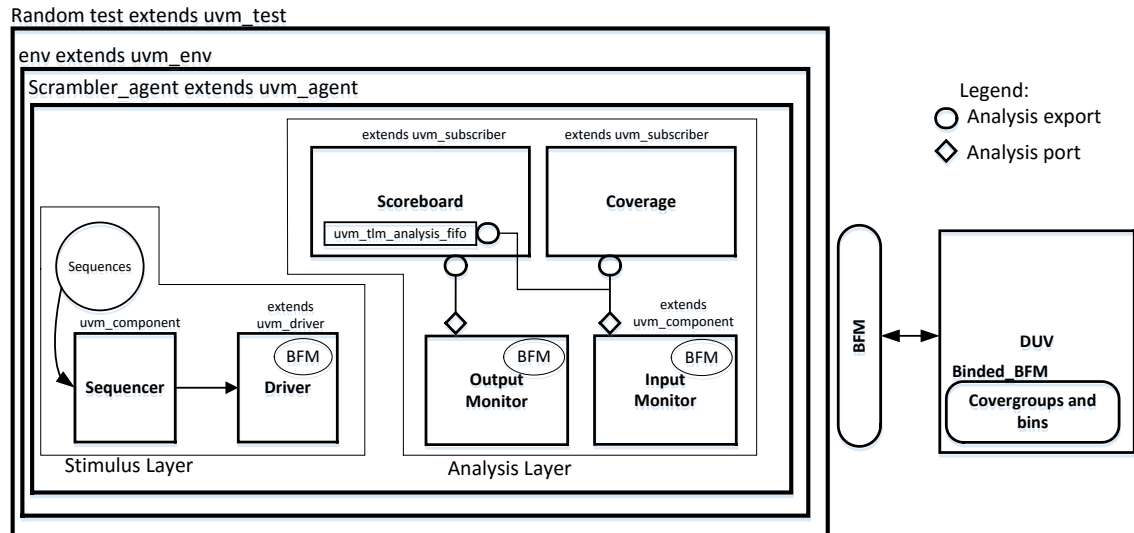 Random test extends uvm_test
env extends uvm_env
Scrambler_agent extends uvm_agent
Legend:
Analysis export
Analysis port
extends uvm_subscriber
extends uvm_subscriber
Scoreboard
uvm_tlm_analysis_fifo
Coverage
Sequences
uvm_component
Sequencer
extends
uvm_driver
BFM
Driver
BFM
Output
Monitor
extends
uvm_component
BFM
Input
Monitor
Stimulus Layer
Analysis Layer
BFM
DUV
Binded_BFM
Covergroups and
bins